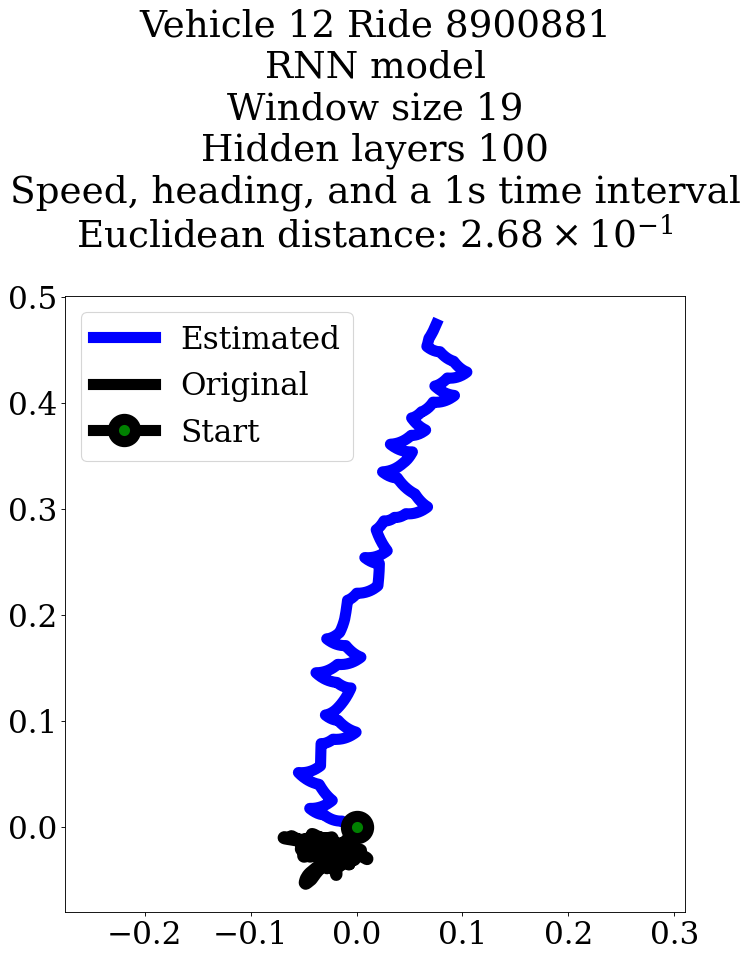 Vehicle 12 Ride 8900881
RNN model
Window size 19
Hidden layers 100
Speed, heading, and a 1s time interval
Euclidean distance: 2.68 × 10⁻¹
0.5
0.4
0.3
0.2
0.1
0.0
Estimated
Original
Start
−0.2 −0.1 0.0 0.1 0.2 0.3